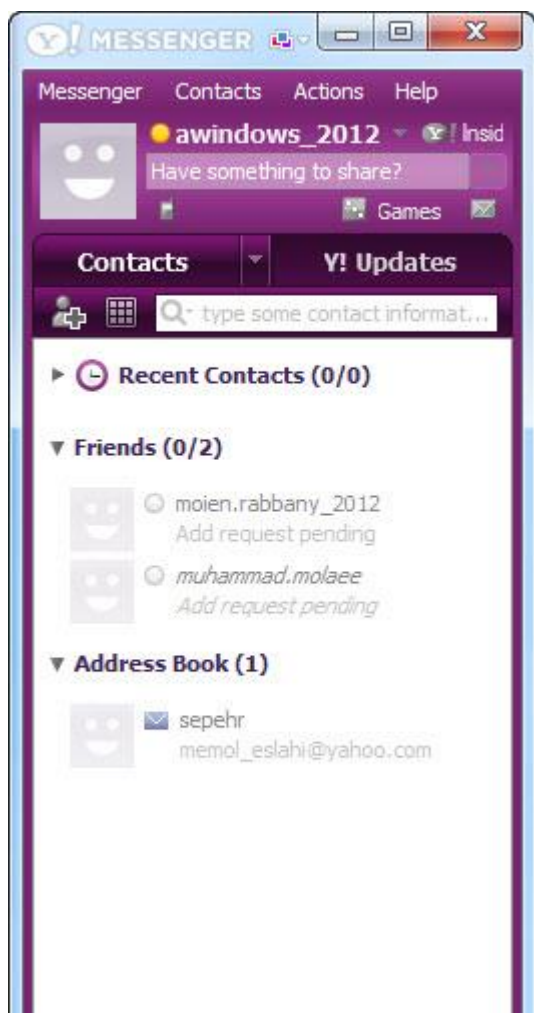 Y! MESSENGER
Messenger Contacts Actions Help
awindows_2012 Y! Insid
Have something to share?
Games
Contacts Y! Updates
type some contact informat...
Recent Contacts (0/0)
Friends (0/2)
moien.rabbany_2012
Add request pending
muhammad.molaee
Add request pending
Address Book (1)
sepehr
memol_eslahi@yahoo.com